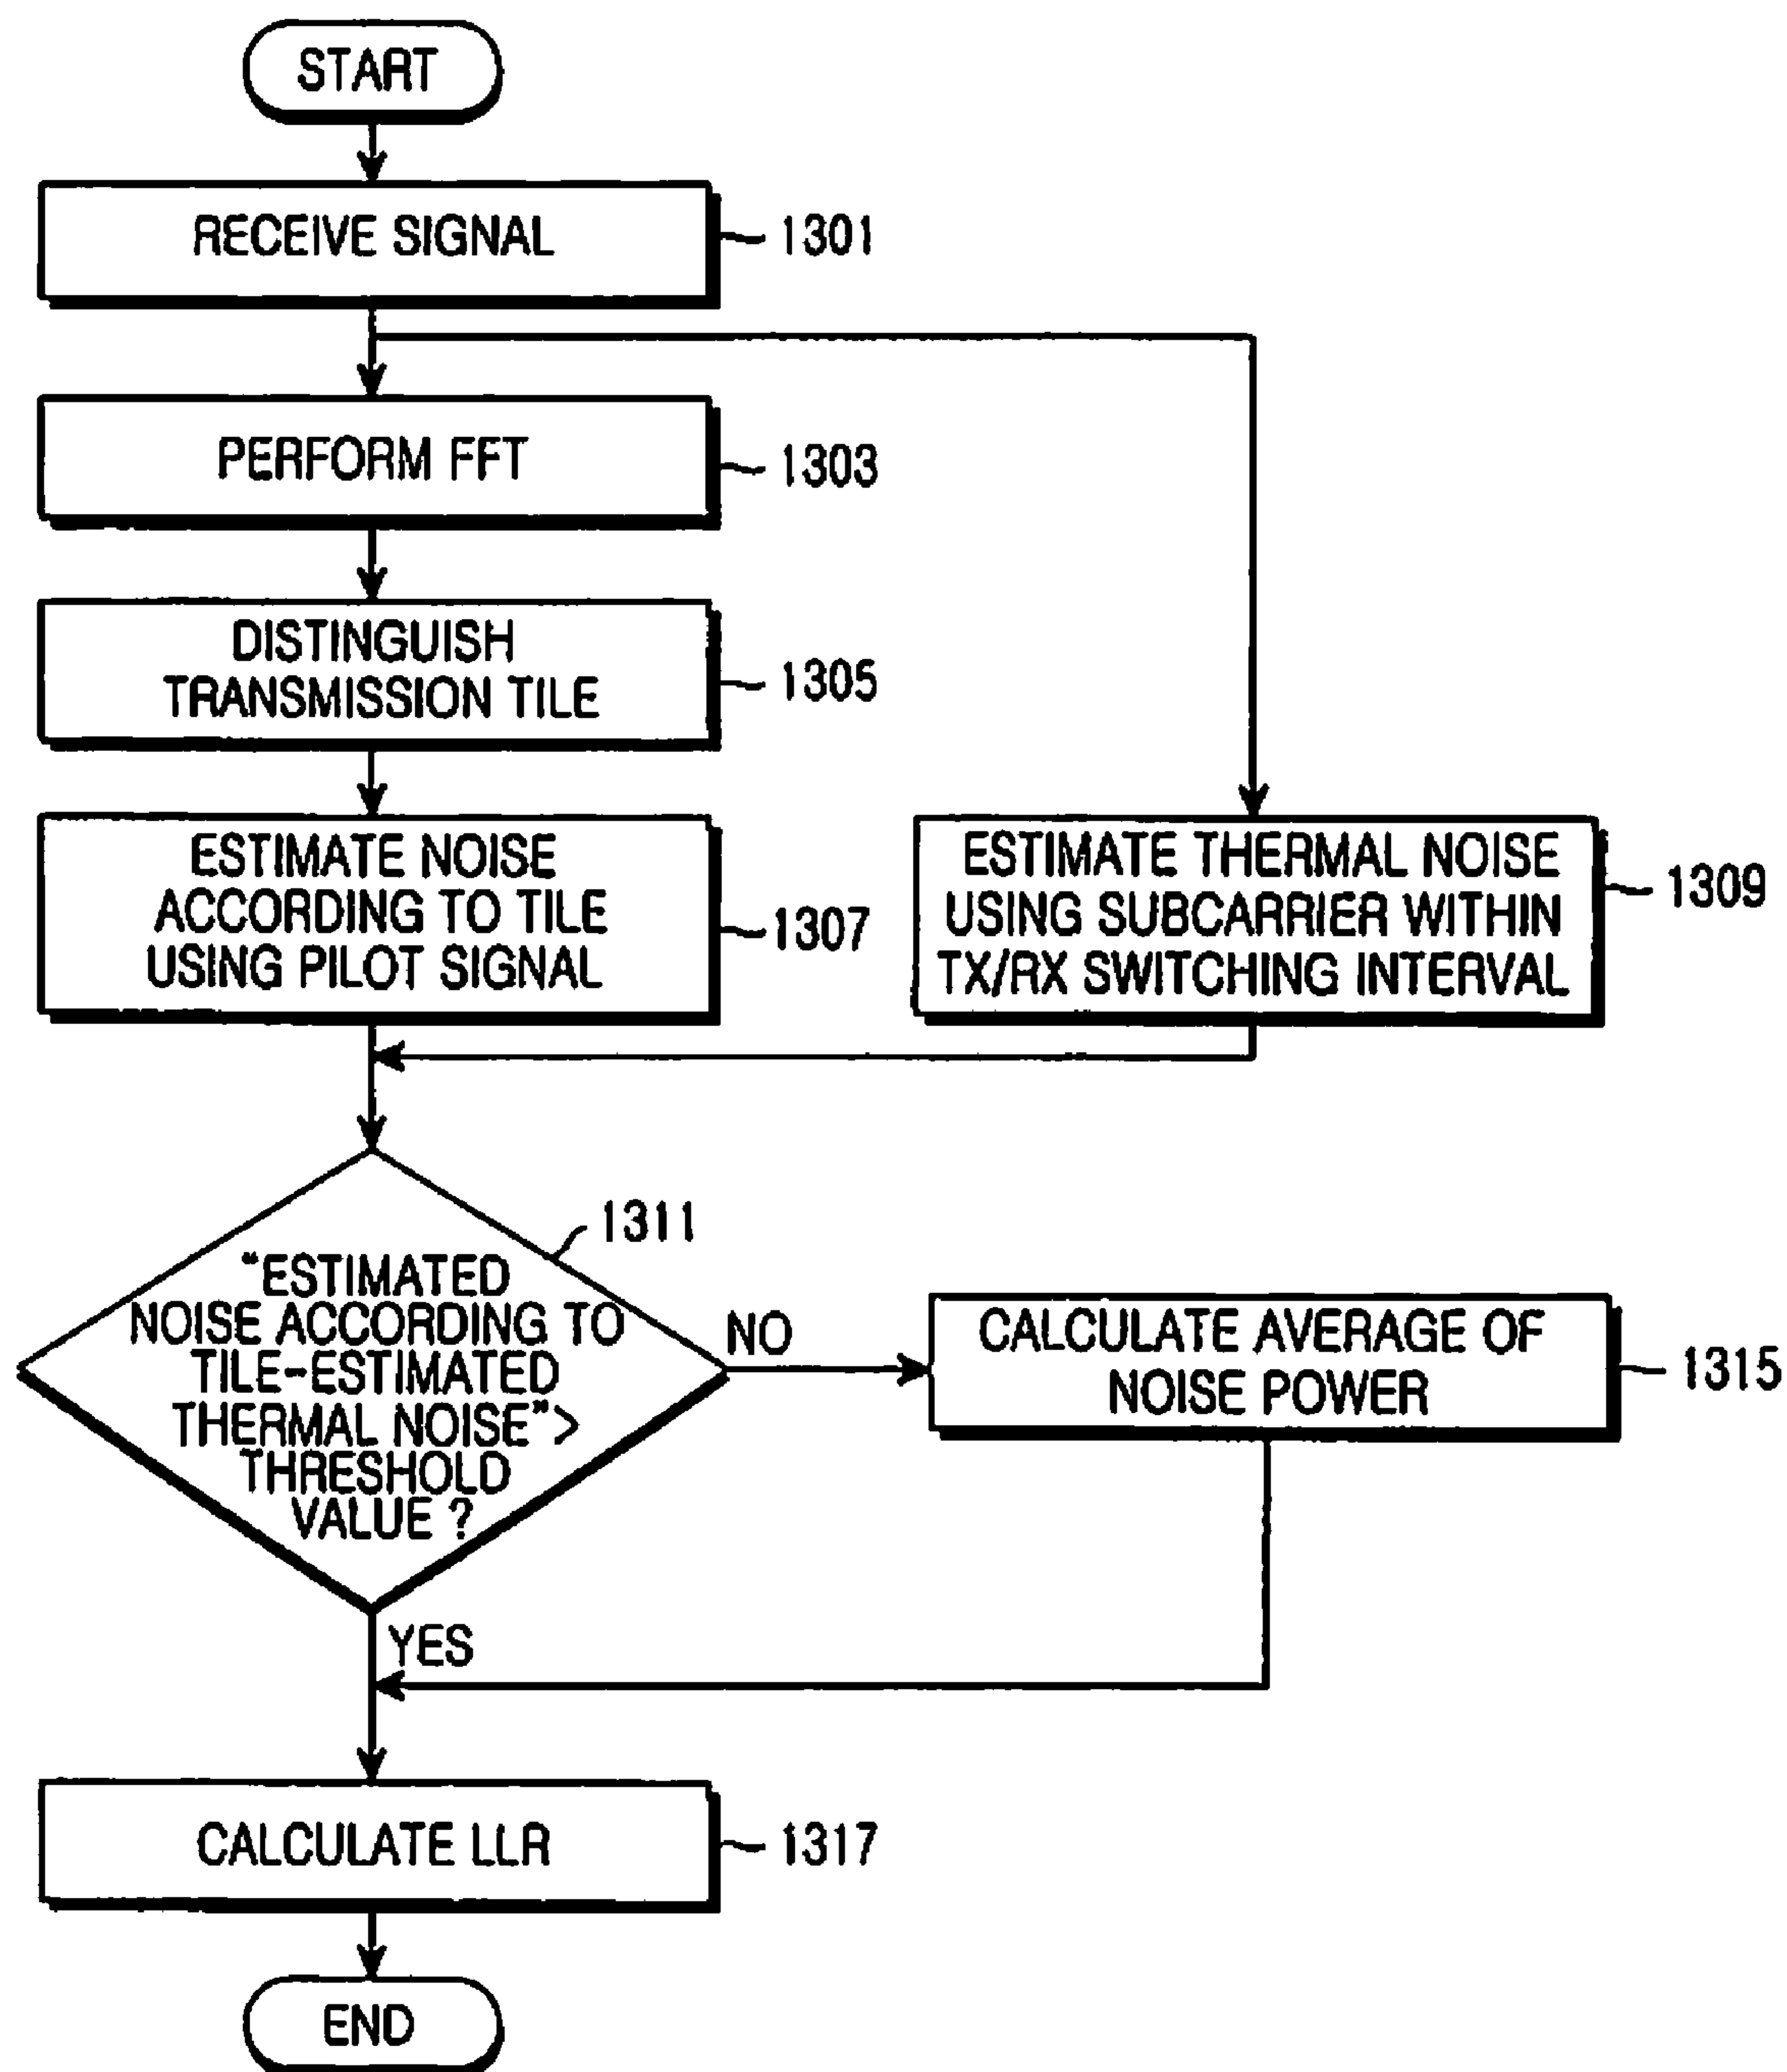 START
RECEIVE SIGNAL
1301
PERFORM FFT
1303
DISTINGUISH
TRANSMISSION TILE
1305
ESTIMATE NOISE
ACCORDING TO TILE
USING PILOT SIGNAL
1307
ESTIMATE THERMAL NOISE
USING SUBCARRIER WITHIN
TX/RX SWITCHING INTERVAL
1309
1311
"ESTIMATED
NOISE ACCORDING TO
TILE-ESTIMATED
THERMAL NOISE">
THRESHOLD
VALUE ?
NO
CALCULATE AVERAGE OF
NOISE POWER
1315
YES
CALCULATE LLR
1317
END